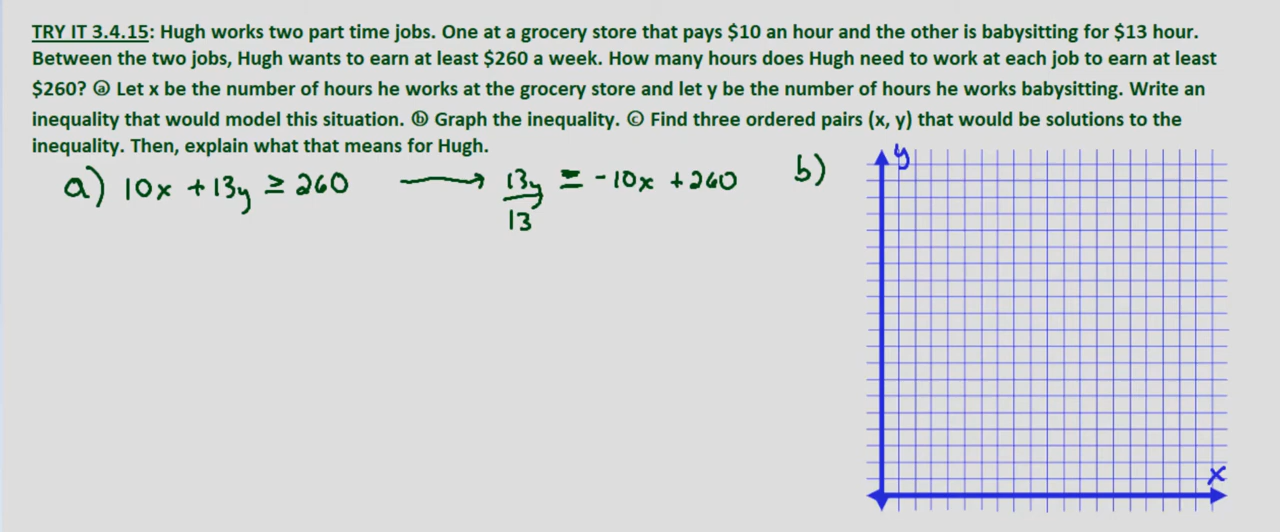 TRY IT 3.4.15: Hugh works two part time jobs. One at a grocery store that pays $10 an hour and the other is babysitting for $13 hour.
Between the two jobs, Hugh wants to earn at least $260 a week. How many hours does Hugh need to work at each job to earn at least
$260? ⓐ Let x be the number of hours he works at the grocery store and let y be the number of hours he works babysitting. Write an
inequality that would model this situation. ⓑ Graph the inequality. ⓒ Find three ordered pairs (x, y) that would be solutions to the
inequality. Then, explain what that means for Hugh.
a) 10x + 13y ≥ 260 ⟶ 13y = -10x + 260
13
b)
y
x